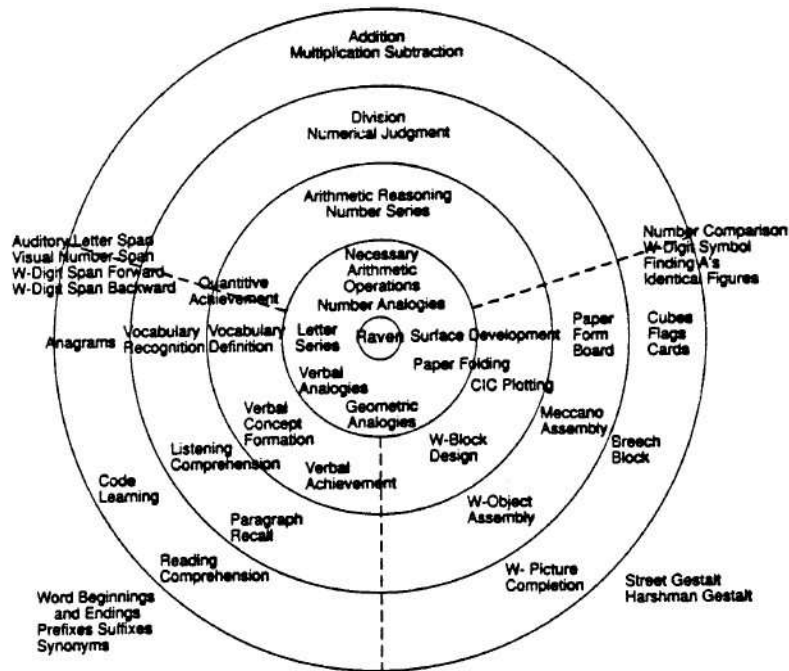 Addition
Multiplication Subtraction
Division
Numerical Judgment
Arithmetic Reasoning
Number Series
Auditory Letter Span
Visual Number Span
W-Digit Span Forward
W-Digit Span Backward
Number Comparison
W-Digit Symbol
Finding A's
Identical Figures
Necessary
Arithmetic
Operations
Quantitive
Achievement
Number Analogies
Anagrams
Vocabulary
Recognition
Vocabulary
Definition
Letter
Series
Raven
Surface Development
Paper
Form
Board
Cubes
Flags
Cards
Paper Folding
Verbal
Analogies
CIC Plotting
Geometric
Analogies
Verbal
Concept
Formation
Meccano
Assembly
W-Block
Design
Breech
Block
Listening
Comprehension
Verbal
Achievement
Code
Learning
W-Object
Assembly
Paragraph
Recall
Reading
Comprehension
W- Picture
Completion
Street Gestalt
Harshman Gestalt
Word Beginnings
and Endings
Prefixes Suffixes
Synonyms